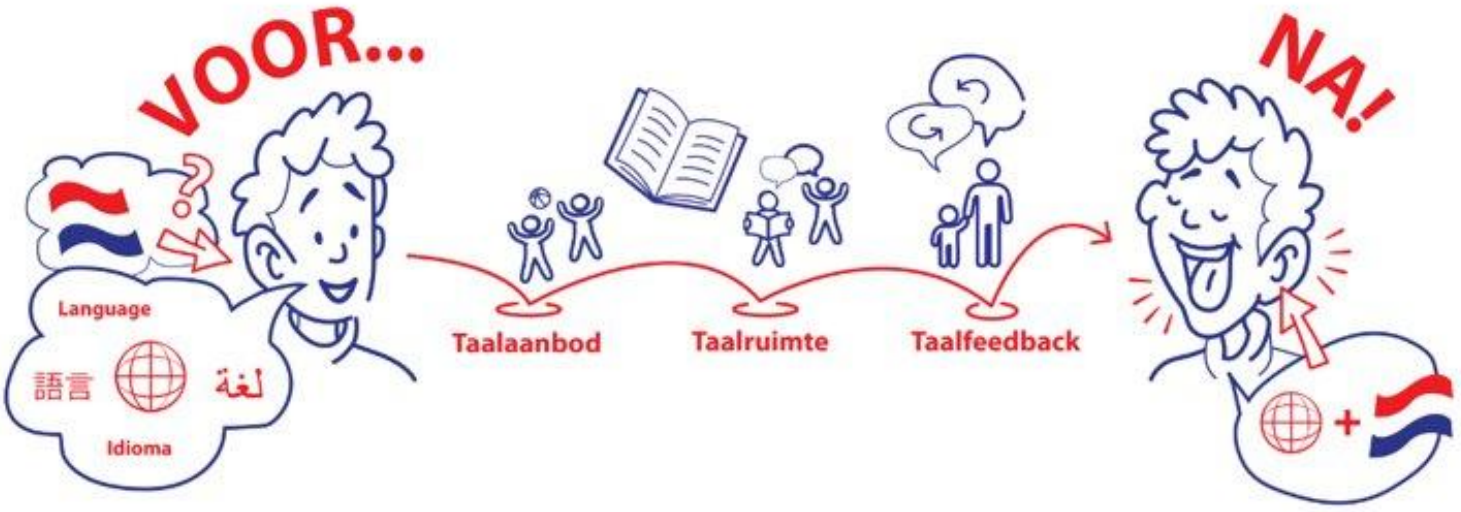 VOOR...
NA!
?
Language
語言
لغة
Idioma
Taalaanbod
Taalruimte
Taalfeedback
+